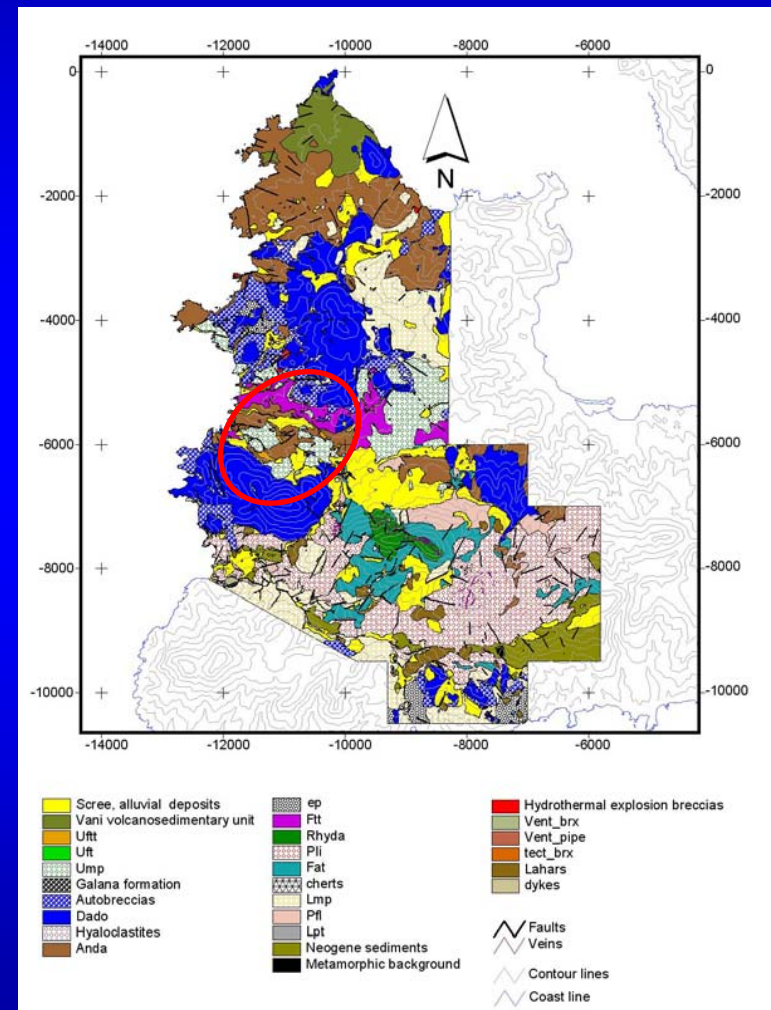 -14000 -12000 -10000 -8000 -6000
0 0
N
-2000 -2000
-4000 -4000
-6000 -6000
-8000 -8000
-10000 -10000
-14000 -12000 -10000 -8000 -6000
Scree, alluvial deposits
Vani volcanosedimentary unit
Uftt
Uft
Ump
Galana formation
Autobreccias
Dado
Hyaloclastites
Anda
ep
Ftt
Rhyda
Pli
Fat
cherts
Lmp
Pfl
Lpt
Neogene sediments
Metamorphic background
Hydrothermal explosion breccias
Vent_brx
Vent_pipe
tect_brx
Lahars
dykes
Faults
Veins
Contour lines
Coast line